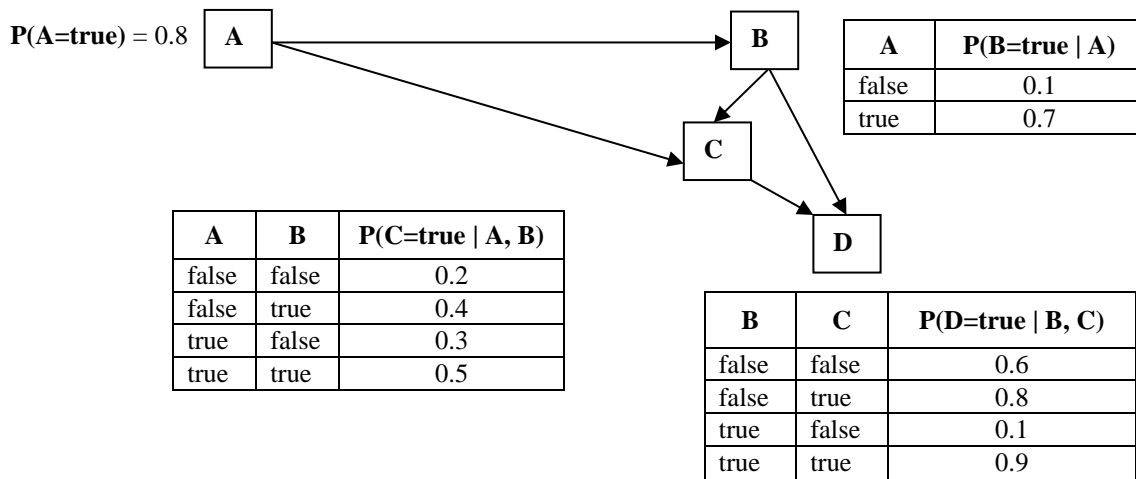 P(A=true) = 0.8
A
B
A P(B=true | A)
false 0.1
true 0.7
C
D
A B P(C=true | A, B)
false false 0.2
false true 0.4
true false 0.3
true true 0.5
B C P(D=true | B, C)
false false 0.6
false true 0.8
true false 0.1
true true 0.9